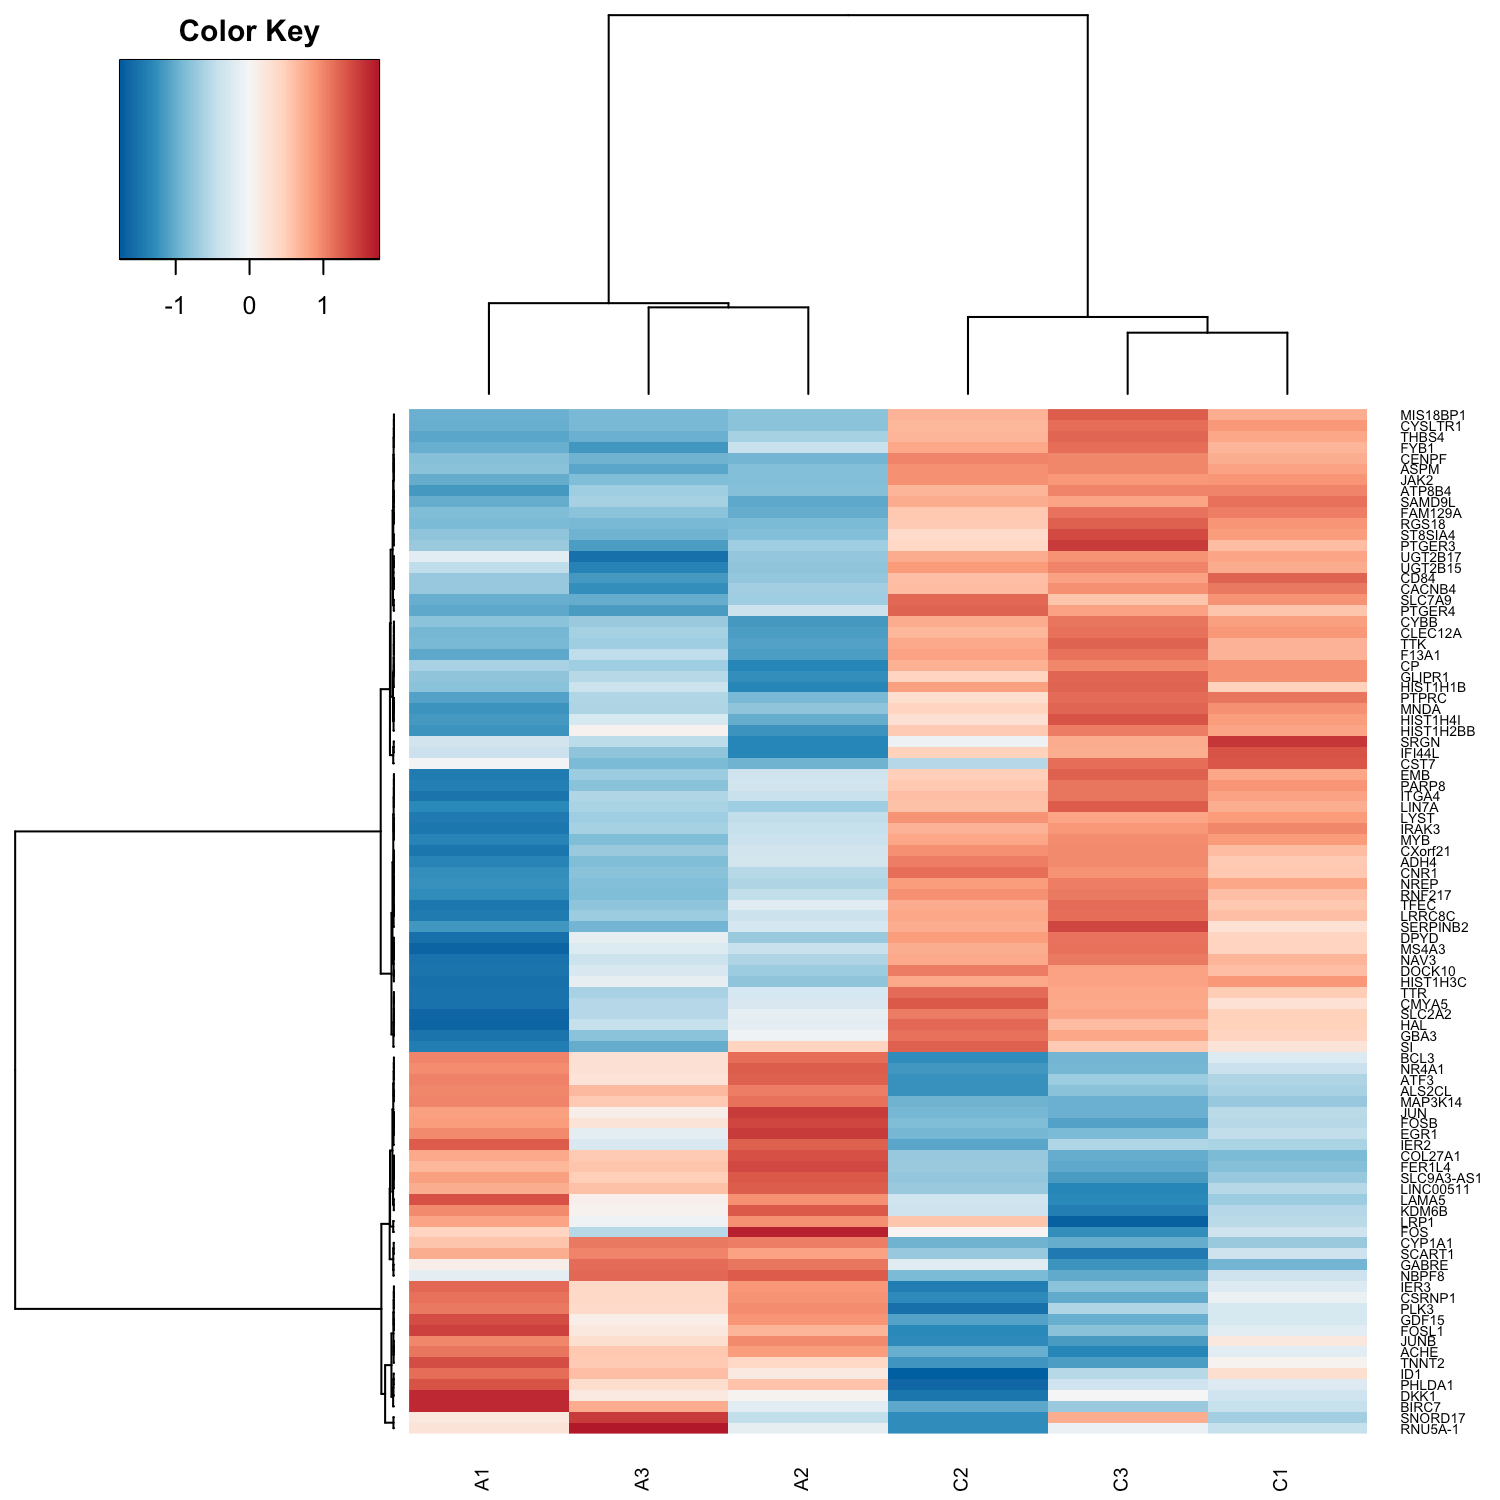 Color Key
-1 0 1
MIS18BP1
CYSLTR1
THBS4
FYB1
CENPF
ASPM
JAK2
ATP8B4
SAMD9L
FAM129A
RGS18
ST8SIA4
PTGER3
UGT2B17
UGT2B15
CD84
CACNB4
SLC7A9
PTGER4
CYBB
CLEC12A
TTK
F13A1
CP
GLIPR1
HIST1H1B
PTPRC
MNDA
HIST1H4I
HIST1H2BB
SRGN
IFI44L
CST7
EMB
PARP8
ITGA4
LIN7A
LYST
IRAK3
MYB
CXorf21
ADH4
CNR1
NREP
RNF217
TFEC
LRRC8C
SERPINB2
DPYD
MS4A3
NAV3
DOCK10
HIST1H3C
TTR
CMYA5
SLC2A2
HAL
GBA3
SI
BCL3
NR4A1
ATF3
ALS2CL
MAP3K14
JUN
FOSB
EGR1
IER2
COL27A1
FER1L4
SLC9A3-AS1
LINC00511
LAMA5
KDM6B
LRP1
FOS
CYP1A1
SCART1
GABRE
NBPF8
IER3
CSRNP1
PLK3
GDF15
FOSL1
JUNB
ACHE
TNNT2
ID1
PHLDA1
DKK1
BIRC7
SNORD17
RNU5A-1
A1 A3 A2 C2 C3 C1